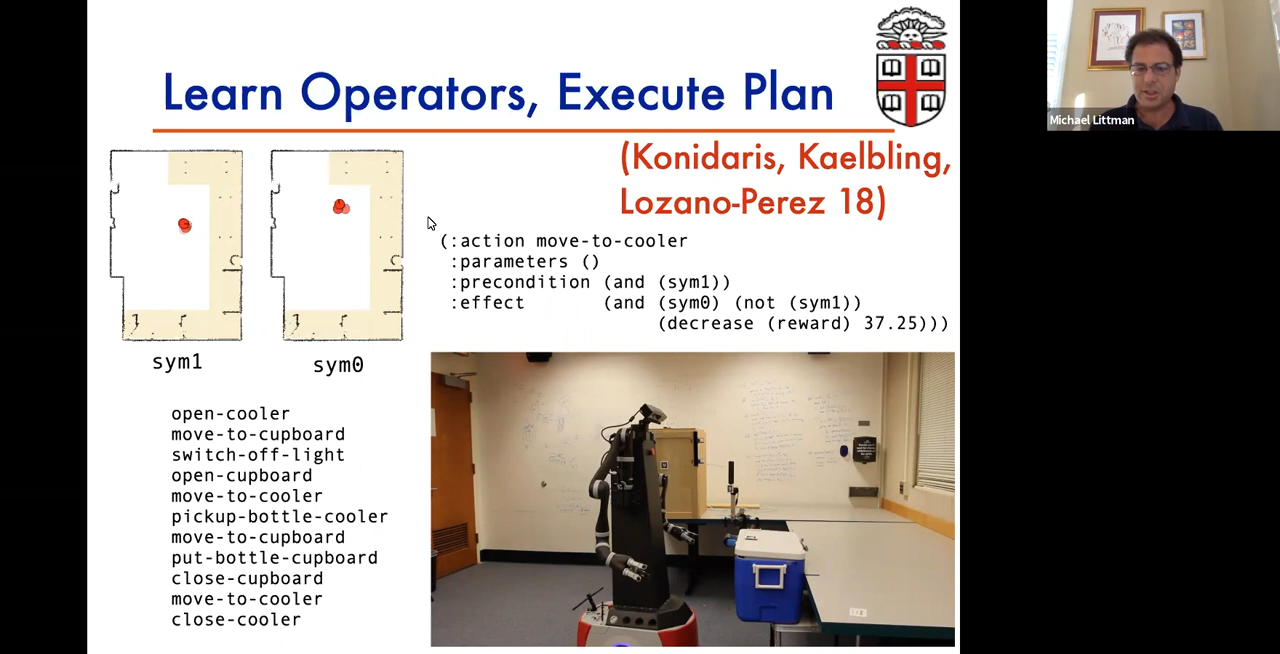 Learn Operators, Execute Plan
Michael Littman
(Konidaris, Kaelbling,
Lozano-Perez 18)
(:action move-to-cooler
:parameters ()
:precondition (and (sym1))
:effect (and (sym0) (not (sym1))
(decrease (reward) 37.25)))
sym1
sym0
open-cooler
move-to-cupboard
switch-off-light
open-cupboard
move-to-cooler
pickup-bottle-cooler
move-to-cupboard
put-bottle-cupboard
close-cupboard
move-to-cooler
close-cooler